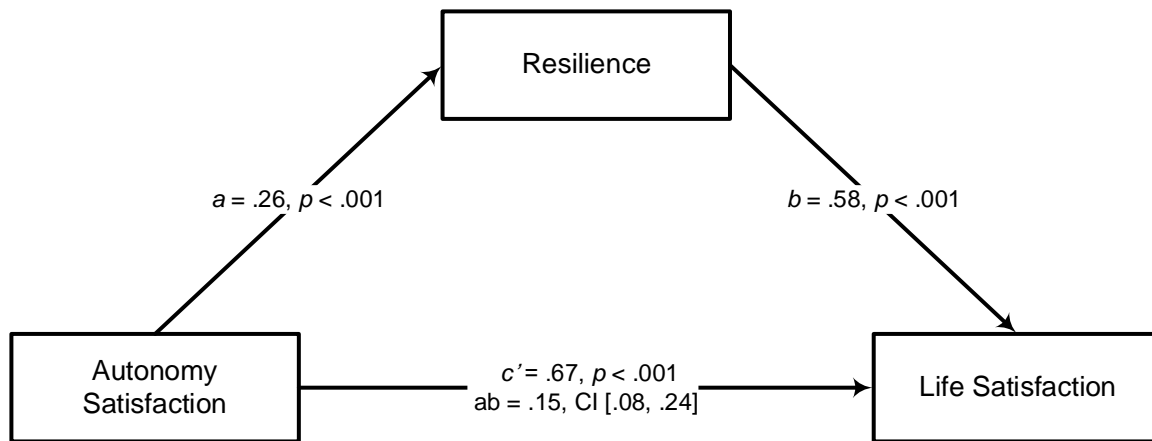 Resilience
a = .26, p < .001
b = .58, p < .001
Autonomy
Satisfaction
c’ = .67, p < .001
ab = .15, CI [.08, .24]
Life Satisfaction